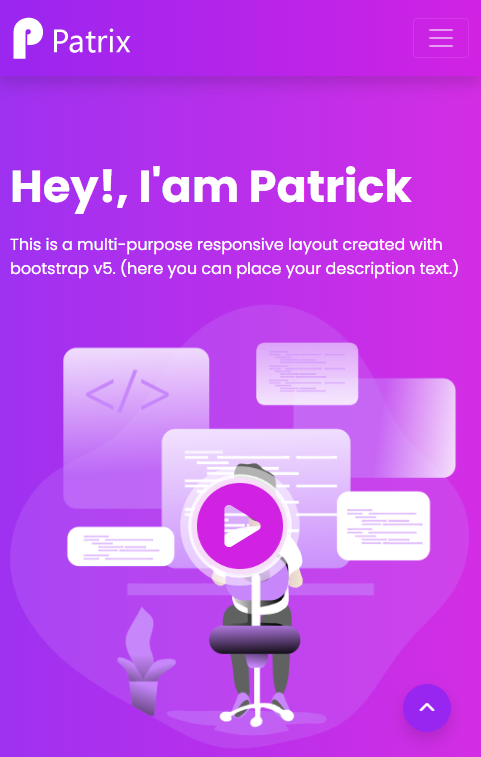 Patrix
Hey!, I'am Patrick
This is a multi-purpose responsive layout created with
bootstrap v5. (here you can place your description text.)
</>